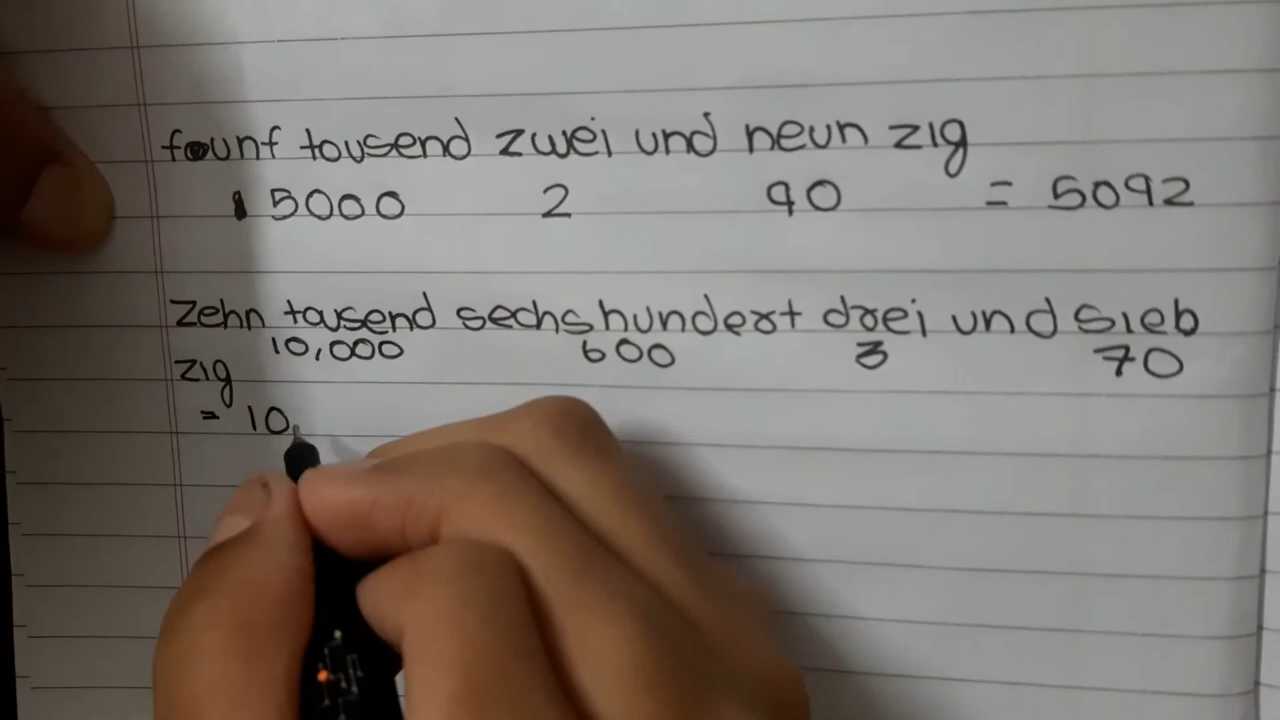 founf tousend zwei und neun zig
5000 2 90 = 5092
zehn tausend sechshundert drei und sieb
10,000 600 3 70
zig
= 10,